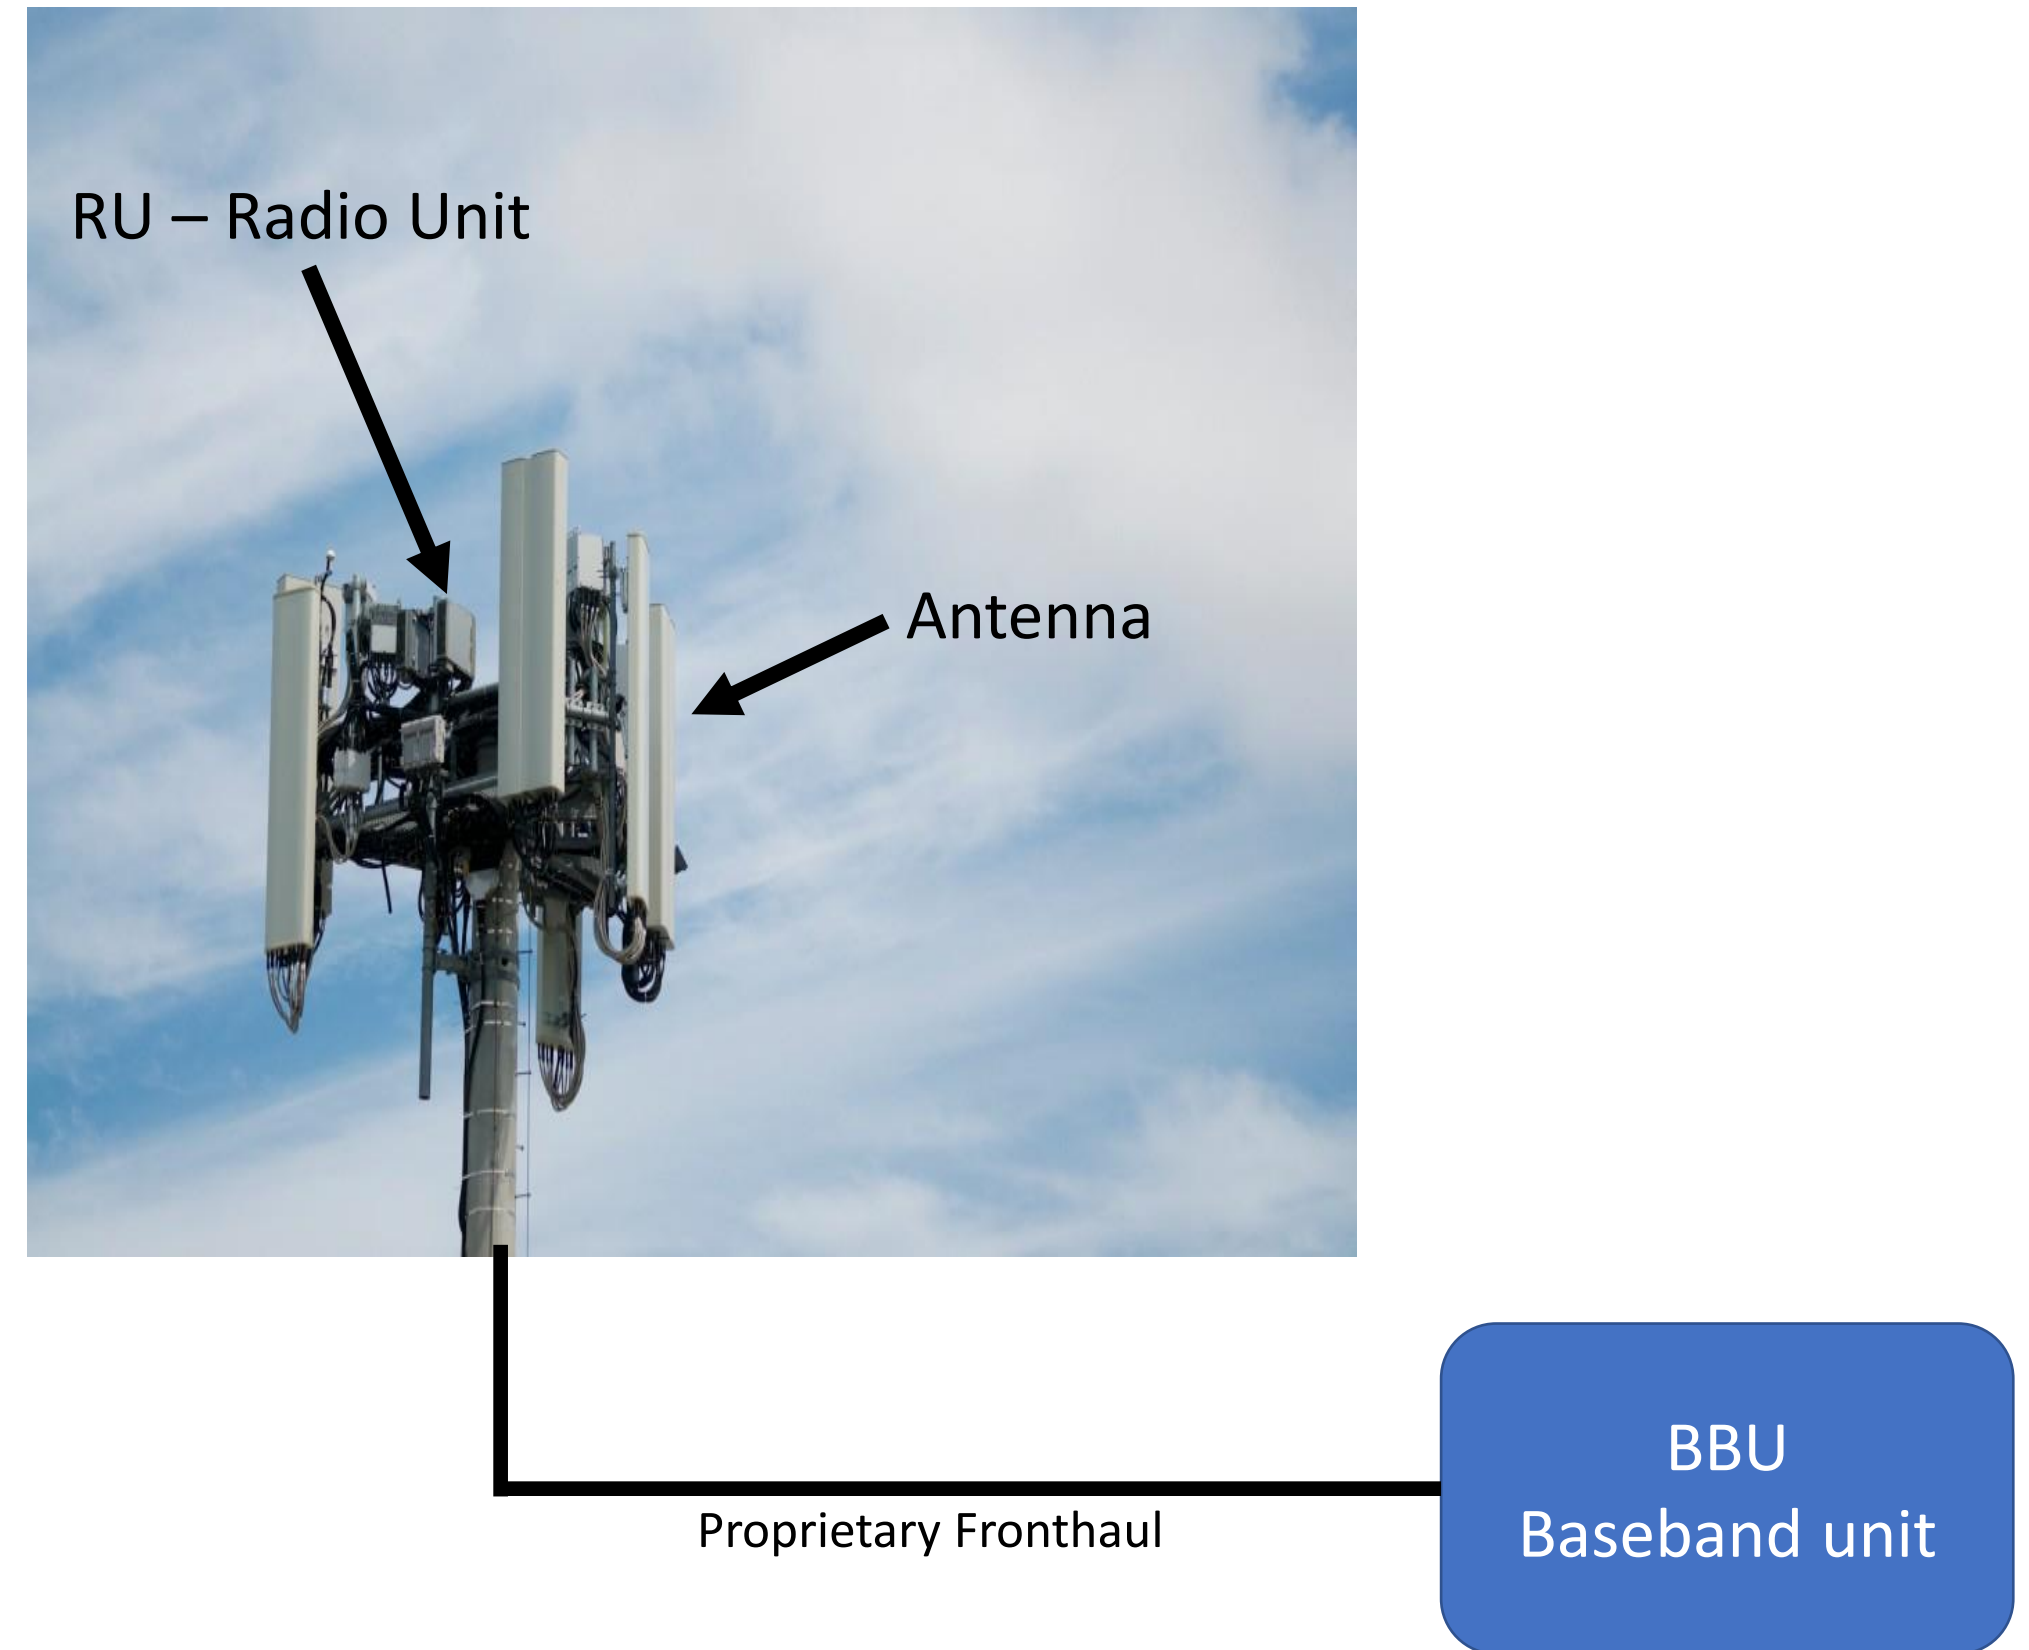 RU – Radio Unit
Antenna
Proprietary Fronthaul
BBU
Baseband unit